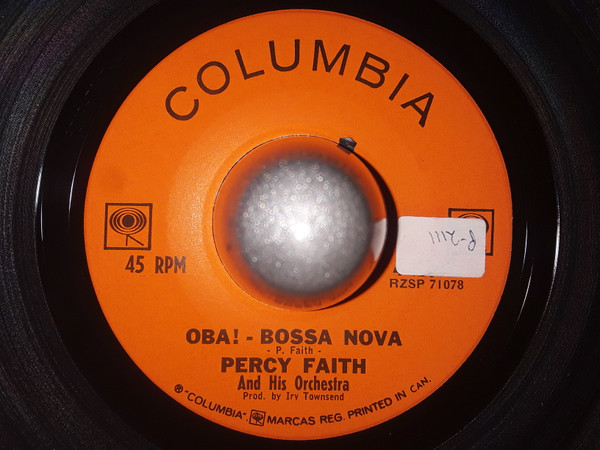 COLUMBIA
45 RPM
RZSP 71078
OBA! - BOSSA NOVA
- P. Faith -
PERCY FAITH
And His Orchestra
Prod. by Irv Townsend
® "COLUMBIA", MARCAS REG. PRINTED IN CAN.